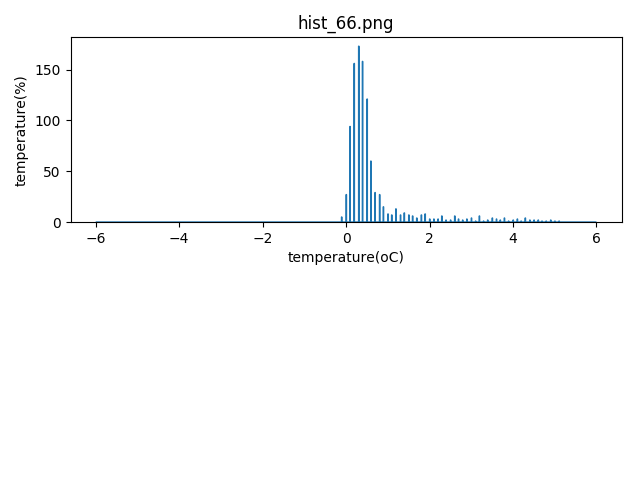 hist_66.png
temperature(%)
150
100
50
0
−6 −4 −2 0 2 4 6
temperature(oC)